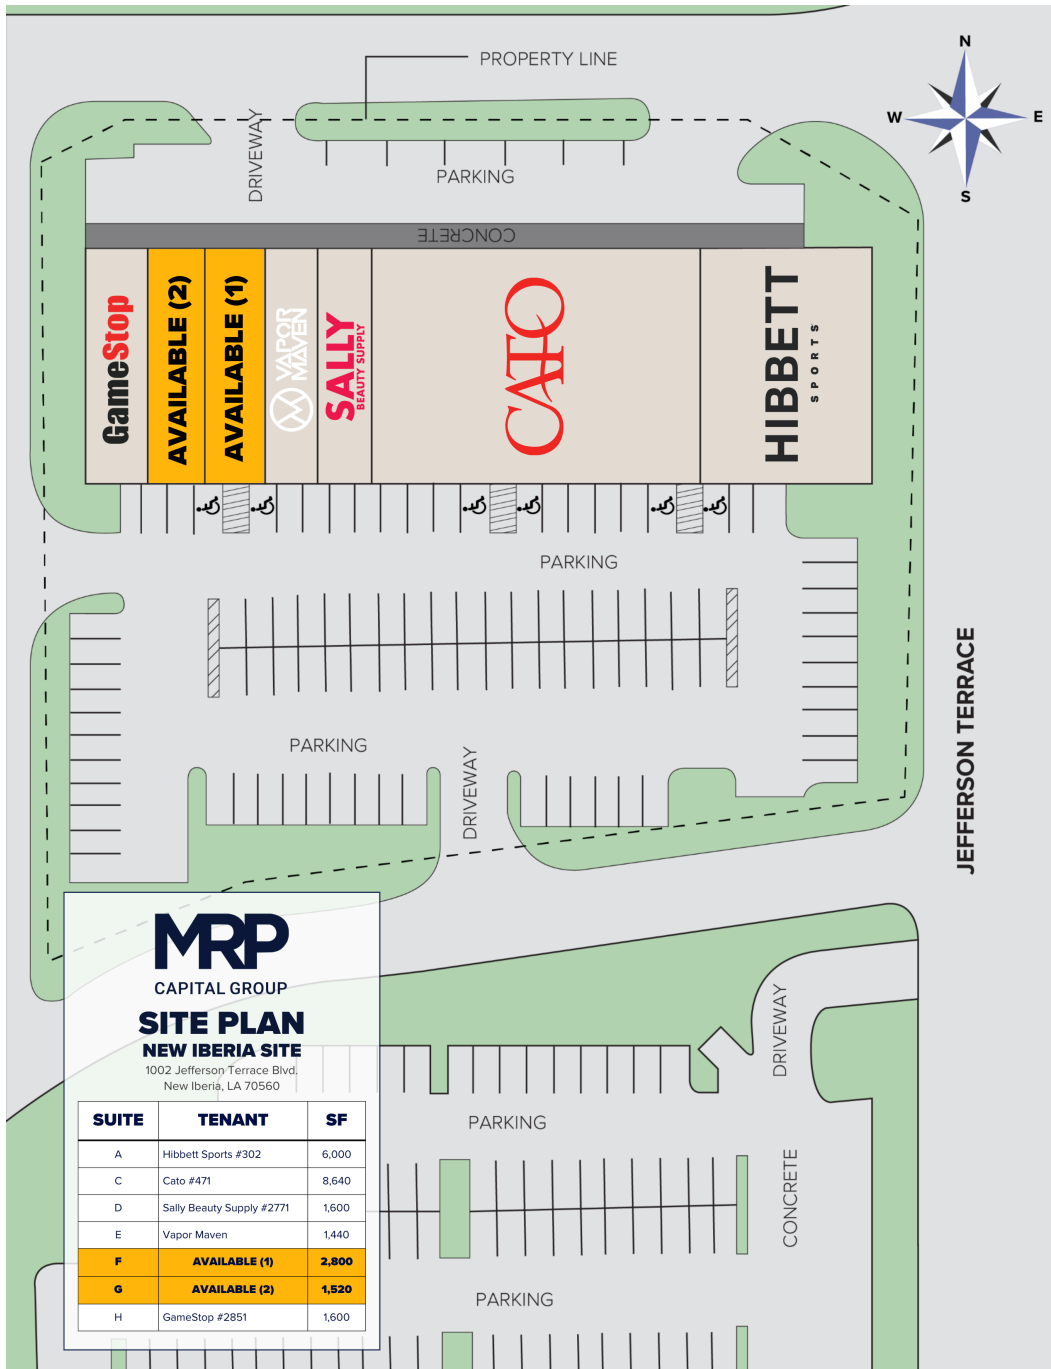 PROPERTY LINE
N
W
E
S
DRIVEWAY
PARKING
CONCRETE
GameStop
AVAILABLE (2)
AVAILABLE (1)
VAPOR
MAVEN
SALLY
BEAUTY SUPPLY
CATO
HIBBETT
SPORTS
PARKING
PARKING
DRIVEWAY
JEFFERSON TERRACE
MRP
CAPITAL GROUP
SITE PLAN
NEW IBERIA SITE
1002 Jefferson Terrace Blvd.
New Iberia, LA 70560
SUITE TENANT SF
A Hibbett Sports #302 6,000
C Cato #471 8,640
D Sally Beauty Supply #2771 1,600
E Vapor Maven 1,440
F AVAILABLE (1) 2,800
G AVAILABLE (2) 1,520
H GameStop #2851 1,600
DRIVEWAY
PARKING
CONCRETE
PARKING